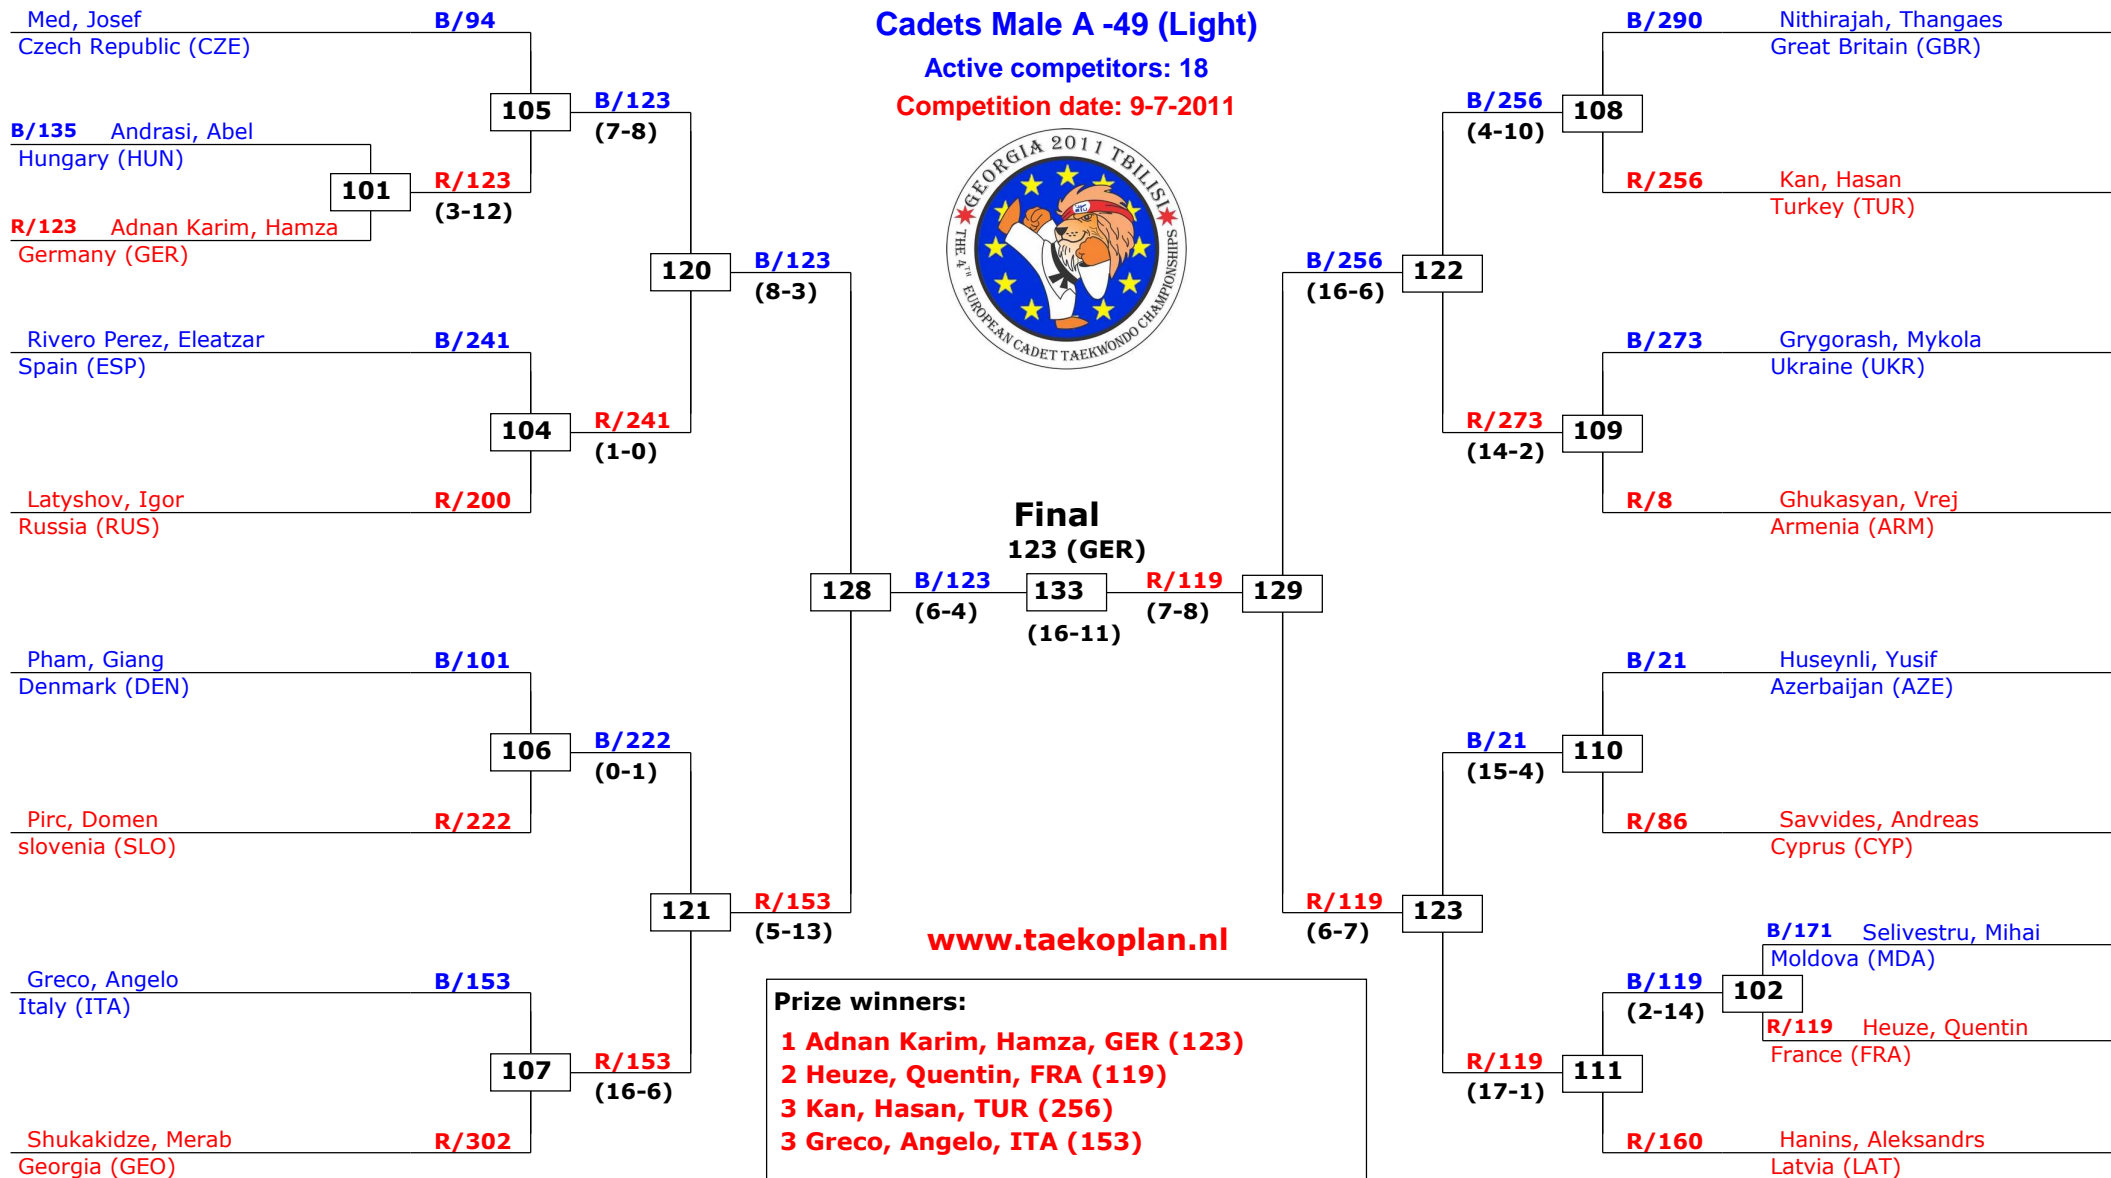 Cadets Male A -49 (Light)
Active competitors: 18
Competition date: 9-7-2011
GEORGIA 2011 TBILISI
THE 4TH EUROPEAN CADET TAEKWONDO CHAMPIONSHIPS
Med, Josef B/94
Czech Republic (CZE)
105
B/123
(7-8)
B/135 Andrasi, Abel
Hungary (HUN)
101
R/123
(3-12)
R/123 Adnan Karim, Hamza
Germany (GER)
120
B/123
(8-3)
Rivero Perez, Eleatzar B/241
Spain (ESP)
104
R/241
(1-0)
Latyshov, Igor R/200
Russia (RUS)
128
B/123
(6-4)
Pham, Giang B/101
Denmark (DEN)
106
B/222
(0-1)
Pirc, Domen R/222
slovenia (SLO)
121
R/153
(5-13)
Greco, Angelo B/153
Italy (ITA)
107
R/153
(16-6)
Shukakidze, Merab R/302
Georgia (GEO)
Final
123 (GER)
133
(16-11)
R/119
(7-8)
129
B/290 Nithirajah, Thangaes
Great Britain (GBR)
B/256
(4-10)
108
R/256 Kan, Hasan
Turkey (TUR)
B/256
(16-6)
122
B/273 Grygorash, Mykola
Ukraine (UKR)
R/273
(14-2)
109
R/8 Ghukasyan, Vrej
Armenia (ARM)
B/21 Huseynli, Yusif
Azerbaijan (AZE)
B/21
(15-4)
110
R/86 Savvides, Andreas
Cyprus (CYP)
R/119
(6-7)
123
B/171 Selivestru, Mihai
Moldova (MDA)
B/119
(2-14)
102
R/119 Heuze, Quentin
France (FRA)
R/119
(17-1)
111
R/160 Hanins, Aleksandrs
Latvia (LAT)
www.taekoplan.nl
Prize winners:
1 Adnan Karim, Hamza, GER (123)
2 Heuze, Quentin, FRA (119)
3 Kan, Hasan, TUR (256)
3 Greco, Angelo, ITA (153)